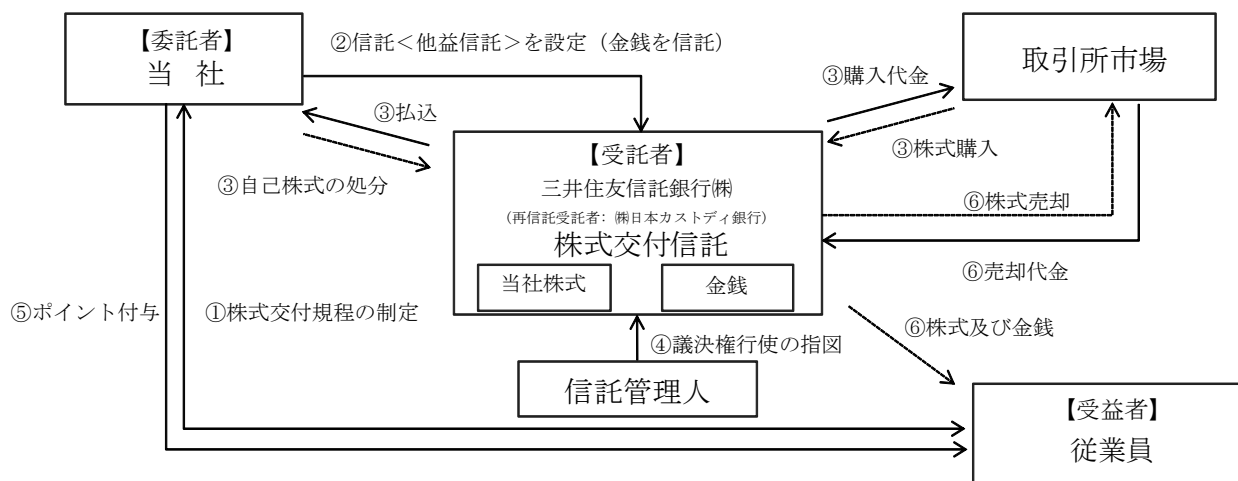 【委託者】
当 社
②信託＜他益信託＞を設定（金銭を信託）
取引所市場
③購入代金
③払込
③株式購入
③自己株式の処分
【受託者】
三井住友信託銀行㈱
(再信託受託者：㈱日本カストディ銀行)
株式交付信託
当社株式
金銭
⑥株式売却
⑥売却代金
⑤ポイント付与
①株式交付規程の制定
⑥株式及び金銭
④議決権行使の指図
信託管理人
【受益者】
従業員